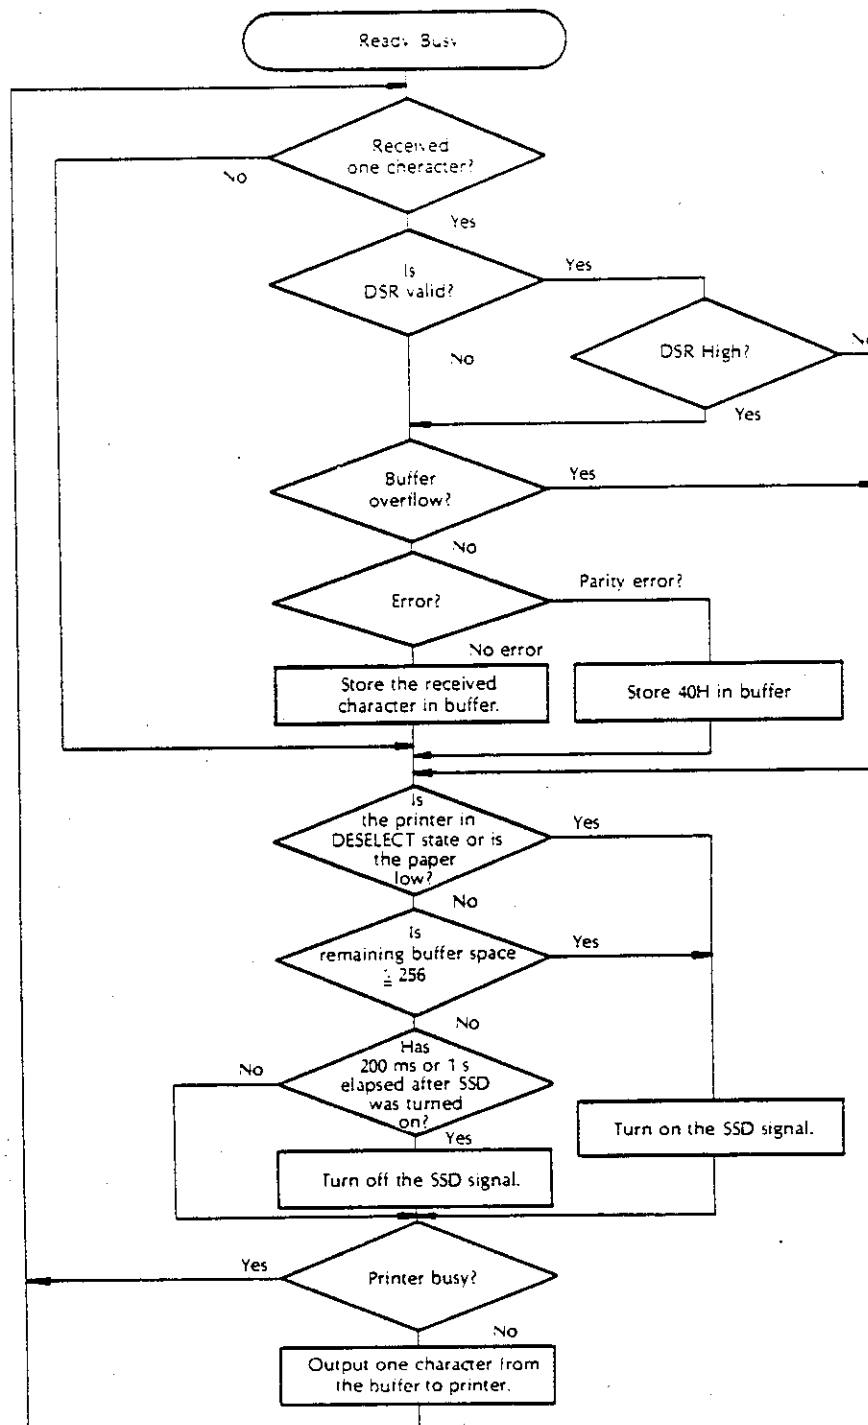 Ready Busy
Received
one cheracter?
No
Yes
Is
DSR valid?
Yes
No
DSR High?
No
Yes
Buffer
overflow?
Yes
No
Error?
Parity error?
No error
Store the received
character in buffer.
Store 40H in buffer
Is
the printer in
DESELECT state or is
the paper
low?
Yes
No
Is
remaining buffer space
≦ 256
Yes
No
Has
200 ms or 1 s
elapsed after SSD
was turned
on?
No
Yes
Turn on the SSD signal.
Turn off the SSD signal.
Printer busy?
Yes
No
Output one character from
the buffer to printer.